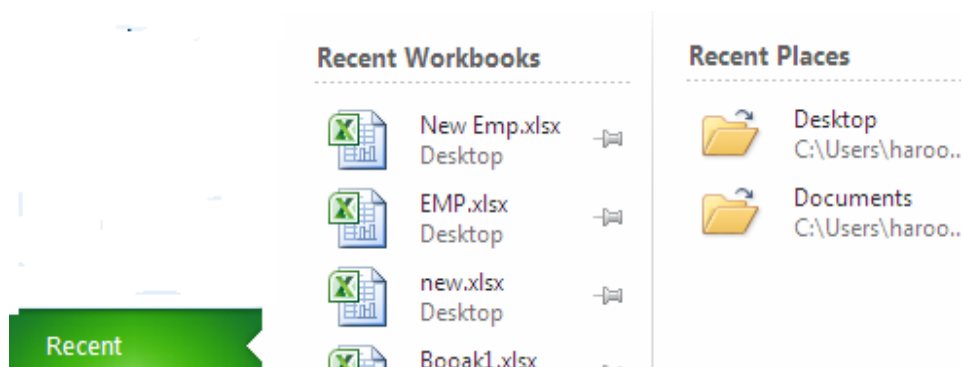 Recent Workbooks
New Emp.xlsx
Desktop
EMP.xlsx
Desktop
new.xlsx
Desktop
Booak1.xlsx
Recent Places
Desktop
C:\Users\haroo..
Documents
C:\Users\haroo..
Recent